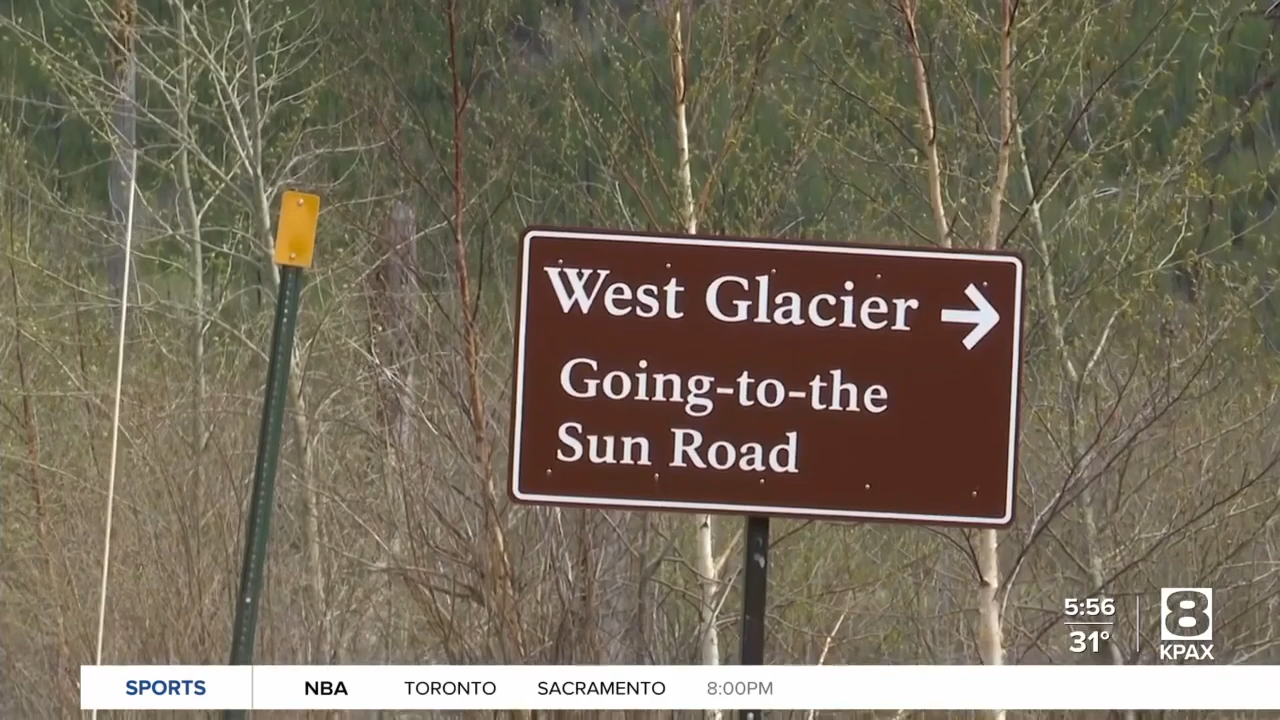 West Glacier →
Going-to-the
Sun Road
5:56
31°
8
KPAX
SPORTS NBA TORONTO SACRAMENTO 8:00PM